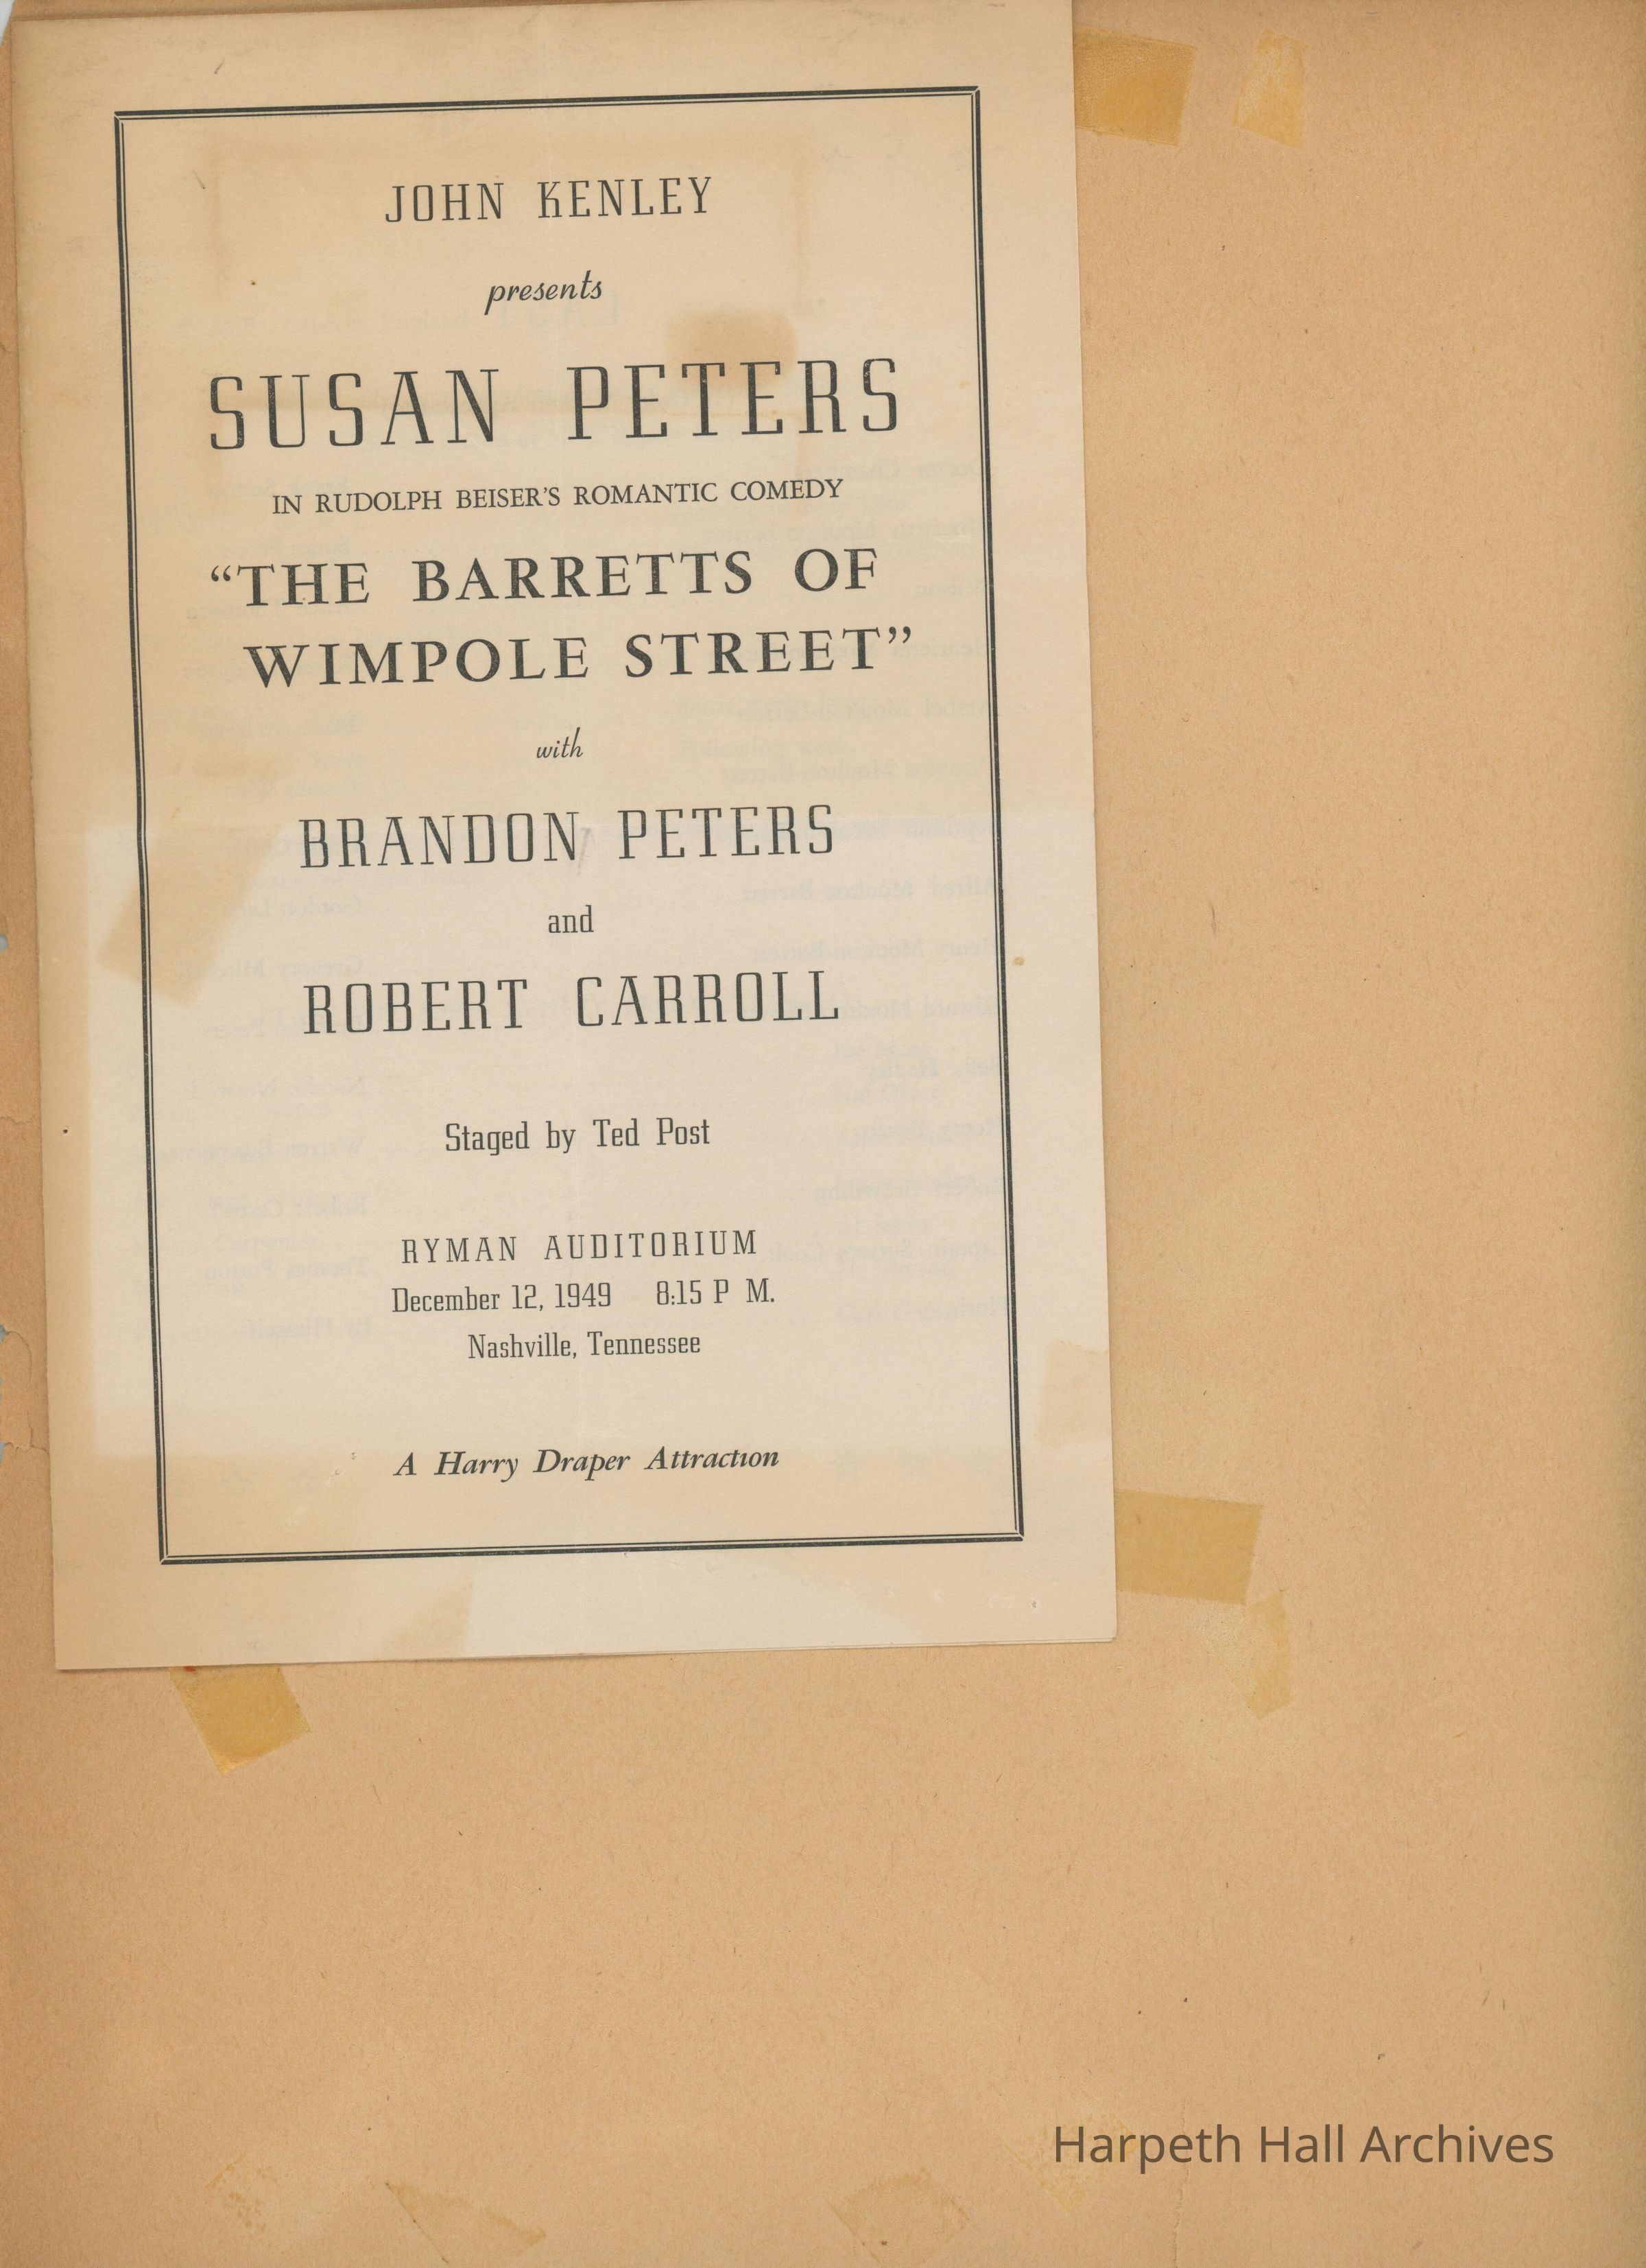 JOHN KENLEY
presents
SUSAN PETERS
IN RUDOLPH BEISER'S ROMANTIC COMEDY
“THE BARRETTS OF
WIMPOLE STREET”
with
BRANDON PETERS
and
ROBERT CARROLL
Staged by Ted Post
RYMAN AUDITORIUM
December 12, 1949 8:15 P M.
Nashville, Tennessee
A Harry Draper Attraction
Harpeth Hall Archives